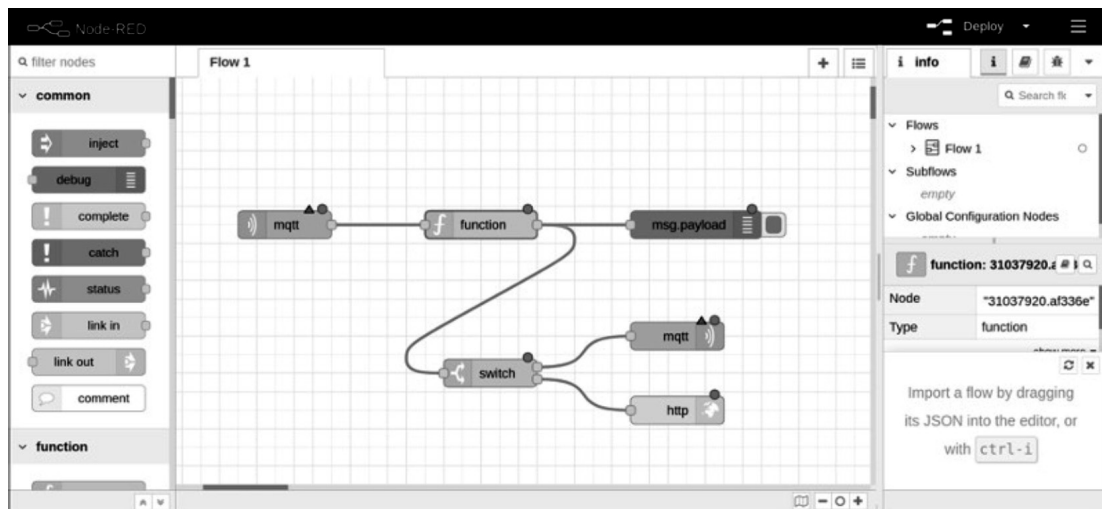 Node-RED
Deploy
filter nodes
common
inject
debug
complete
catch
status
link in
link out
comment
function
Flow 1
mqtt
function
msg.payload
switch
mqtt
http
i info
Search
Flows
Flow 1
Subflows
empty
Global Configuration Nodes
function: 31037920.a
Node "31037920.af336e"
Type function
show more
Import a flow by dragging
its JSON into the editor, or
with ctrl-i